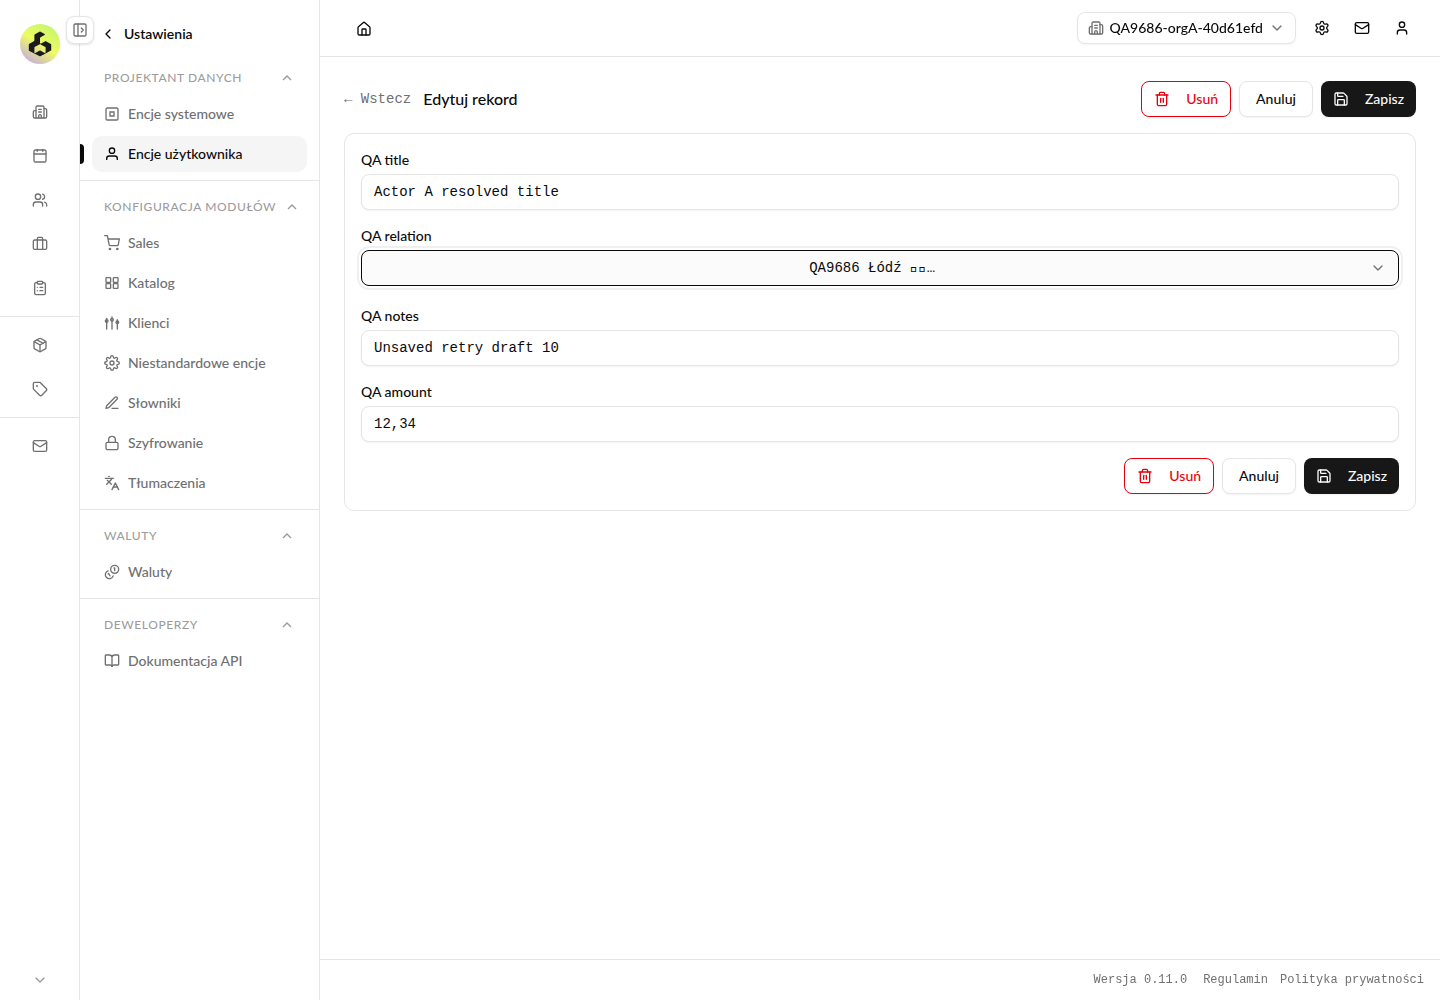 Ustawienia
PROJEKTANT DANYCH
Encje systemowe
Encje użytkownika
KONFIGURACJA MODUŁÓW
Sales
Katalog
Klienci
Niestandardowe encje
Słowniki
Szyfrowanie
Tłumaczenia
WALUTY
Waluty
DEWELOPERZY
Dokumentacja API
QA9686-orgA-40d61efd
← Wstecz Edytuj rekord
Usuń Anuluj Zapisz
QA title
Actor A resolved title
QA relation
QA9686 Łódź …
QA notes
Unsaved retry draft 10
QA amount
12,34
Usuń Anuluj Zapisz
Wersja 0.11.0 Regulamin Polityka prywatności